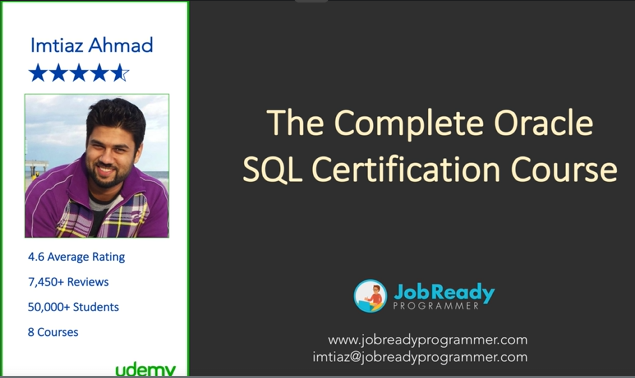 Imtiaz Ahmad
4.6 Average Rating
7,450+ Reviews
50,000+ Students
8 Courses
udemy
The Complete Oracle
SQL Certification Course
JobReady
PROGRAMMER
www.jobreadyprogrammer.com
imtiaz@jobreadyprogrammer.com